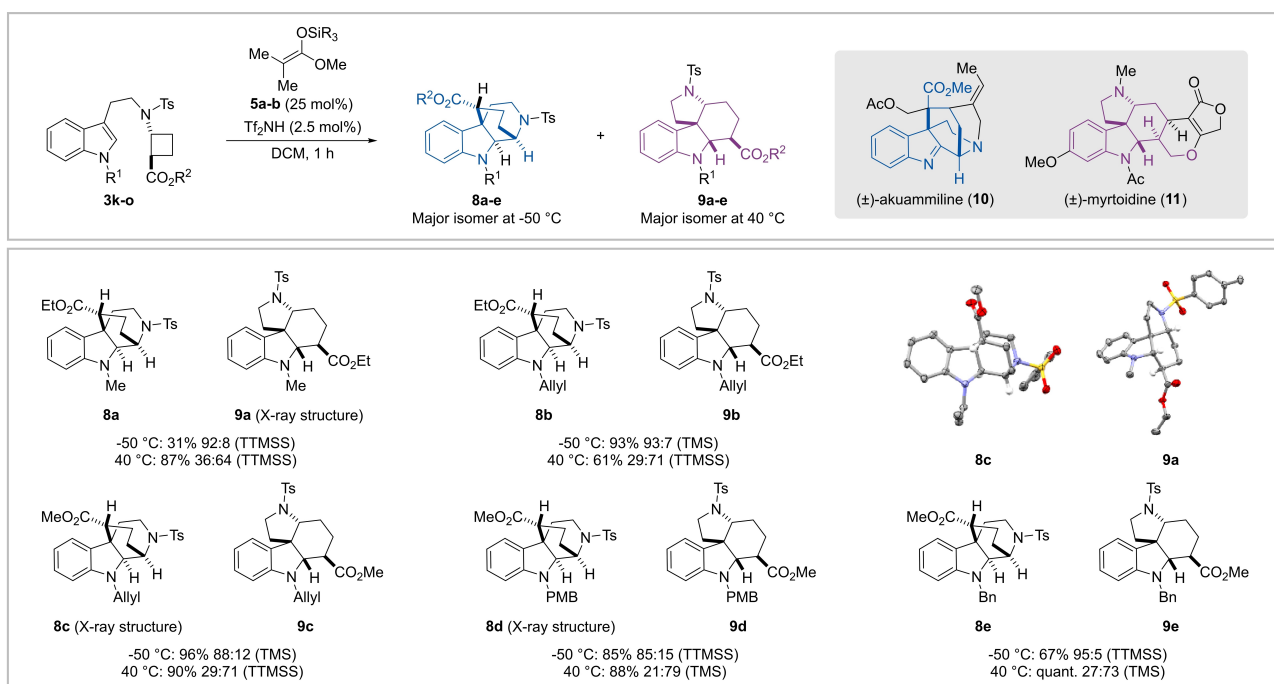 OSiR3
Me
OMe
Me
5a-b (25 mol%)
Tf2NH (2.5 mol%)
DCM, 1 h
N
Ts
N
R1
CO2R2
3k-o
H
R2O2C
N
Ts
N
H
H
R1
8a-e
Major isomer at -50 °C
+
Ts
N
N
H
R1
CO2R2
9a-e
Major isomer at 40 °C
Me
CO2Me
AcO
N
N
H
(±)-akuammiline (10)
Me
N
O
O
H
H
H
MeO
N
Ac
O
(±)-myrtoidine (11)
H
EtO2C
N
Ts
N
H
H
Me
8a
Ts
N
N
H
Me
CO2Et
9a (X-ray structure)
-50 °C: 31% 92:8 (TTMSS)
40 °C: 87% 36:64 (TTMSS)
H
EtO2C
N
Ts
N
H
H
Allyl
8b
Ts
N
N
H
Allyl
CO2Et
9b
-50 °C: 93% 93:7 (TMS)
40 °C: 61% 29:71 (TTMSS)
8c
9a
H
MeO2C
N
Ts
N
H
H
Allyl
8c (X-ray structure)
Ts
N
N
H
Allyl
CO2Me
9c
-50 °C: 96% 88:12 (TMS)
40 °C: 90% 29:71 (TTMSS)
H
MeO2C
N
Ts
N
H
H
PMB
8d (X-ray structure)
Ts
N
N
H
PMB
CO2Me
9d
-50 °C: 85% 85:15 (TTMSS)
40 °C: 88% 21:79 (TMS)
H
MeO2C
N
Ts
N
H
H
Bn
8e
Ts
N
N
H
Bn
CO2Me
9e
-50 °C: 67% 95:5 (TTMSS)
40 °C: quant. 27:73 (TMS)